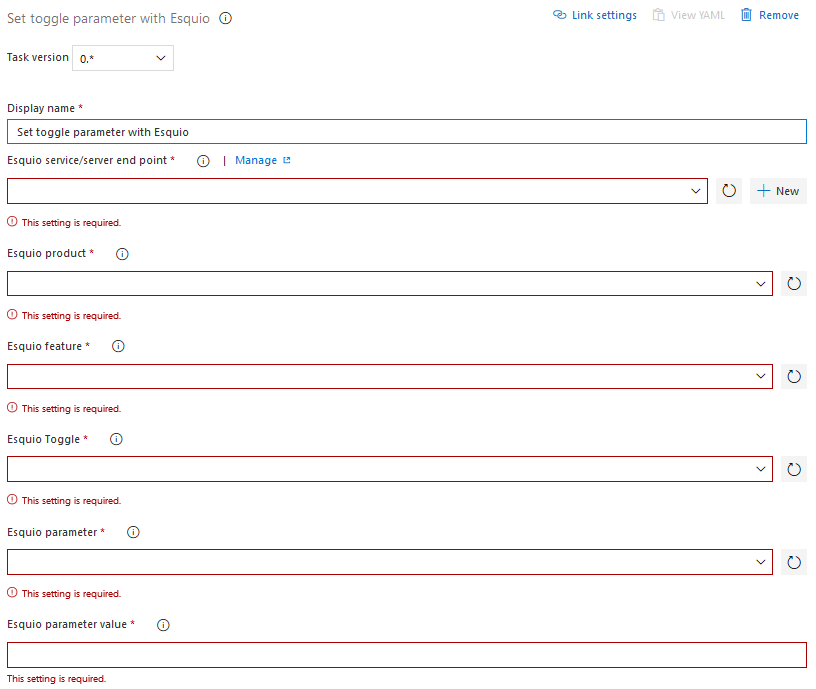 Set toggle parameter with Esquio Link settings View YAML Remove
Task version 0.*
Display name *
Set toggle parameter with Esquio
Esquio service/server end point * | Manage
New
This setting is required.
Esquio product *
This setting is required.
Esquio feature *
This setting is required.
Esquio Toggle *
This setting is required.
Esquio parameter *
This setting is required.
Esquio parameter value *
This setting is required.